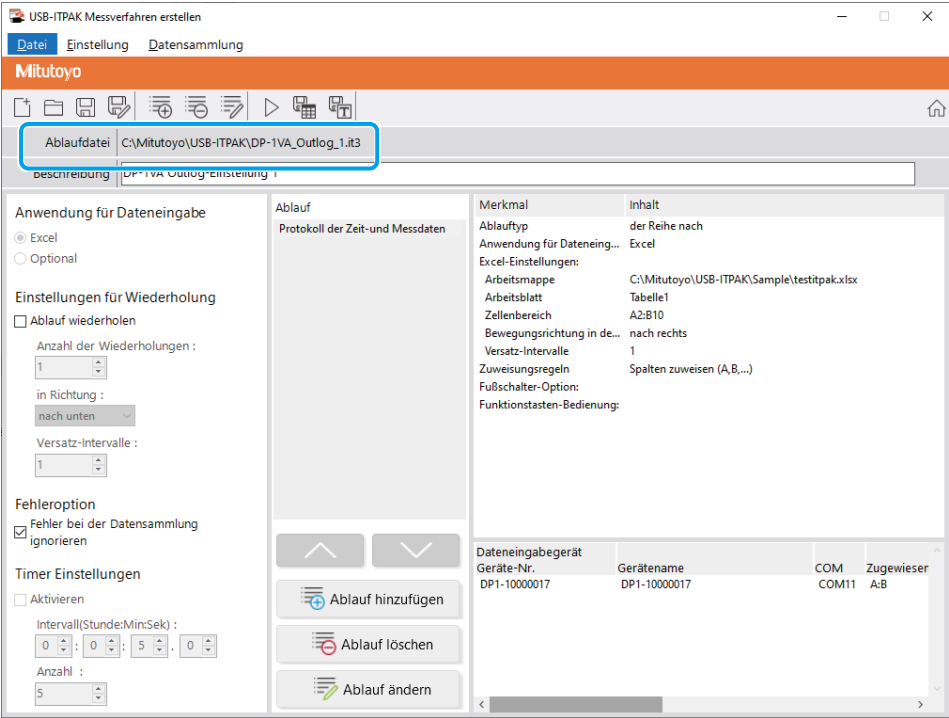 USB-ITPAK Messverfahren erstellen
Datei Einstellung Datensammlung
Mitutoyo
Ablaufdatei C:\Mitutoyo\USB-ITPAK\DP-1VA_Outlog_1.it3
Beschreibung DP-1VA Outlog-Einstellung 1
Anwendung für Dateneingabe
Excel
Optional
Einstellungen für Wiederholung
Ablauf wiederholen
Anzahl der Wiederholungen :
1
in Richtung :
nach unten
Versatz-Intervalle :
1
Fehleroption
Fehler bei der Datensammlung
ignorieren
Timer Einstellungen
Aktivieren
Intervall(Stunde:Min:Sek) :
0 : 0 : 5 . 0
Anzahl :
5
Ablauf
Protokoll der Zeit-und Messdaten
Ablauf hinzufügen
Ablauf löschen
Ablauf ändern
Merkmal Inhalt
Ablauftyp der Reihe nach
Anwendung für Dateneing... Excel
Excel-Einstellungen:
Arbeitsmappe C:\Mitutoyo\USB-ITPAK\Sample\testitpak.xlsx
Arbeitsblatt Tabelle1
Zellenbereich A2:B10
Bewegungsrichtung in de... nach rechts
Versatz-Intervalle 1
Zuweisungsregeln Spalten zuweisen (A,B,...)
Fußschalter-Option:
Funktionstasten-Bedienung:
Dateneingabegerät
Geräte-Nr. Gerätename COM Zugewiesen
DP1-10000017 DP1-10000017 COM11 A:B